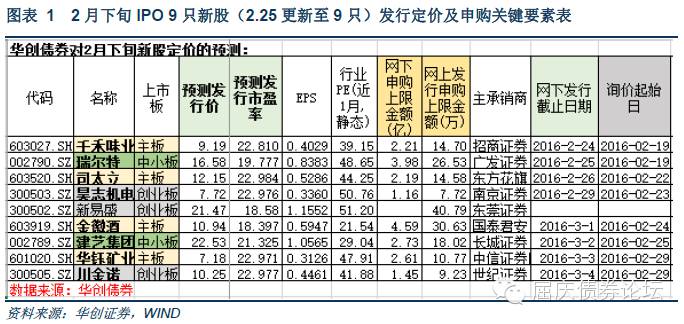 图表 1 2 月下旬 IPO 9 只新股（2.25 更新至 9 只）发行定价及申购关键要素表
华创债券对2月下旬新股定价的预测：
代码 名称 上市板 预测发行价 预测发行市盈率 EPS 行业PE(近1月,静态) 网下申购上限金额(亿) 网上发行申购上限金额(万) 主承销商 网下发行截止日期 询价起始日
603027.SH 千禾味业 主板 9.19 22.810 0.4029 39.15 2.21 14.70 招商证券 2016-2-24 2016-02-19
002790.SZ 瑞尔特 中小板 16.58 19.777 0.8383 48.65 3.98 26.53 广发证券 2016-2-25 2016-02-19
603520.SH 司太立 主板 12.15 22.984 0.5286 44.25 2.19 14.58 东方花旗 2016-2-26 2016-02-22
300503.SZ 昊志机电 创业板 7.72 22.976 0.3360 50.76 1.16 7.72 南京证券 2016-2-29 2016-02-23
300502.SZ 新易盛 创业板 21.47 18.58 1.1552 51.20 40.79 东莞证券
603919.SH 金徽酒 主板 10.94 18.397 0.5947 21.54 4.59 30.63 国泰君安 2016-3-1 2016-02-24
002789.SZ 建艺集团 中小板 22.53 21.325 1.0565 29.04 2.73 18.02 长城证券 2016-3-2 2016-02-25
601020.SH 华钰矿业 主板 7.18 22.971 0.3126 47.91 2.61 10.77 中信证券 2016-3-3 2016-02-29
300505.SZ 川金诺 创业板 10.25 22.977 0.4461 41.88 1.45 9.23 世纪证券 2016-3-4 2016-02-29
数据来源：华创债券
屈庆债券论坛
资料来源：华创证券，WIND